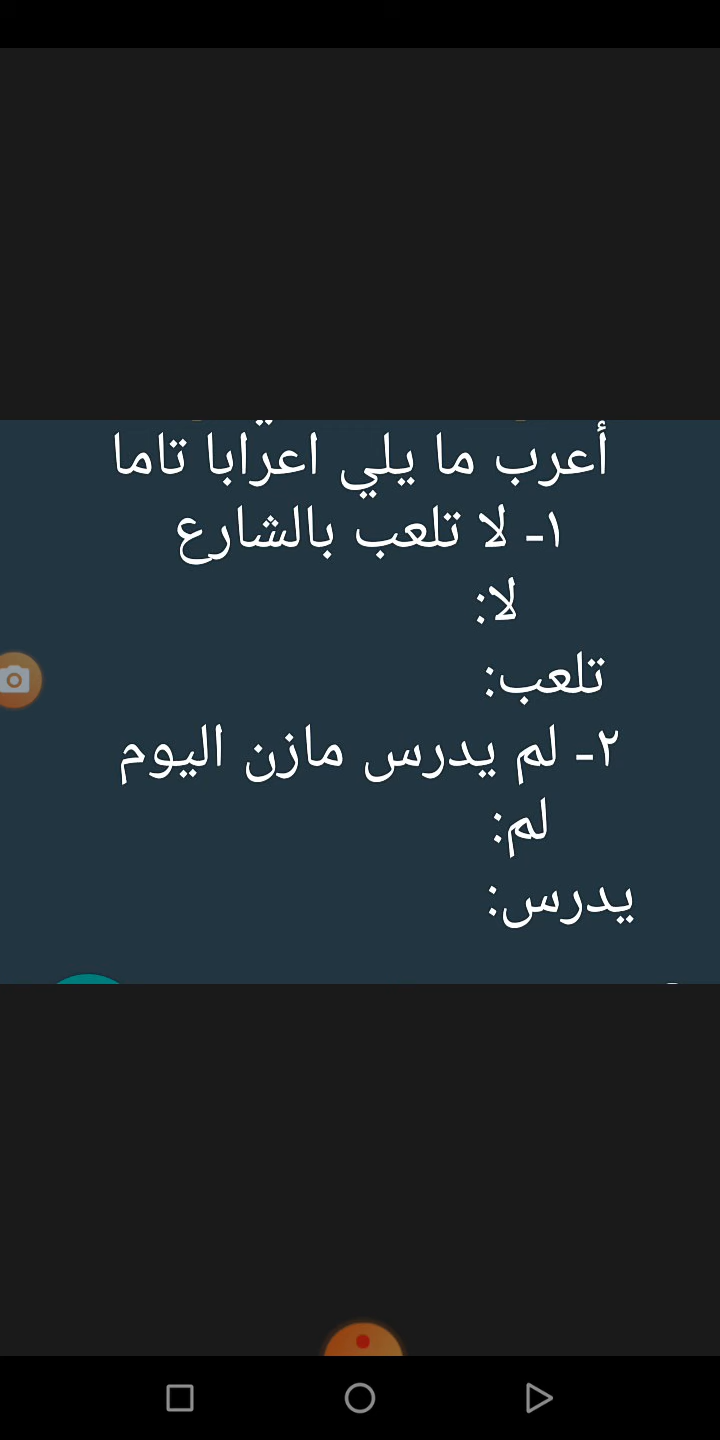 أعرب ما يلي اعرابا تاما
١- لا تلعب بالشارع
لا:
تلعب:
٢- لم يدرس مازن اليوم
لم:
يدرس: